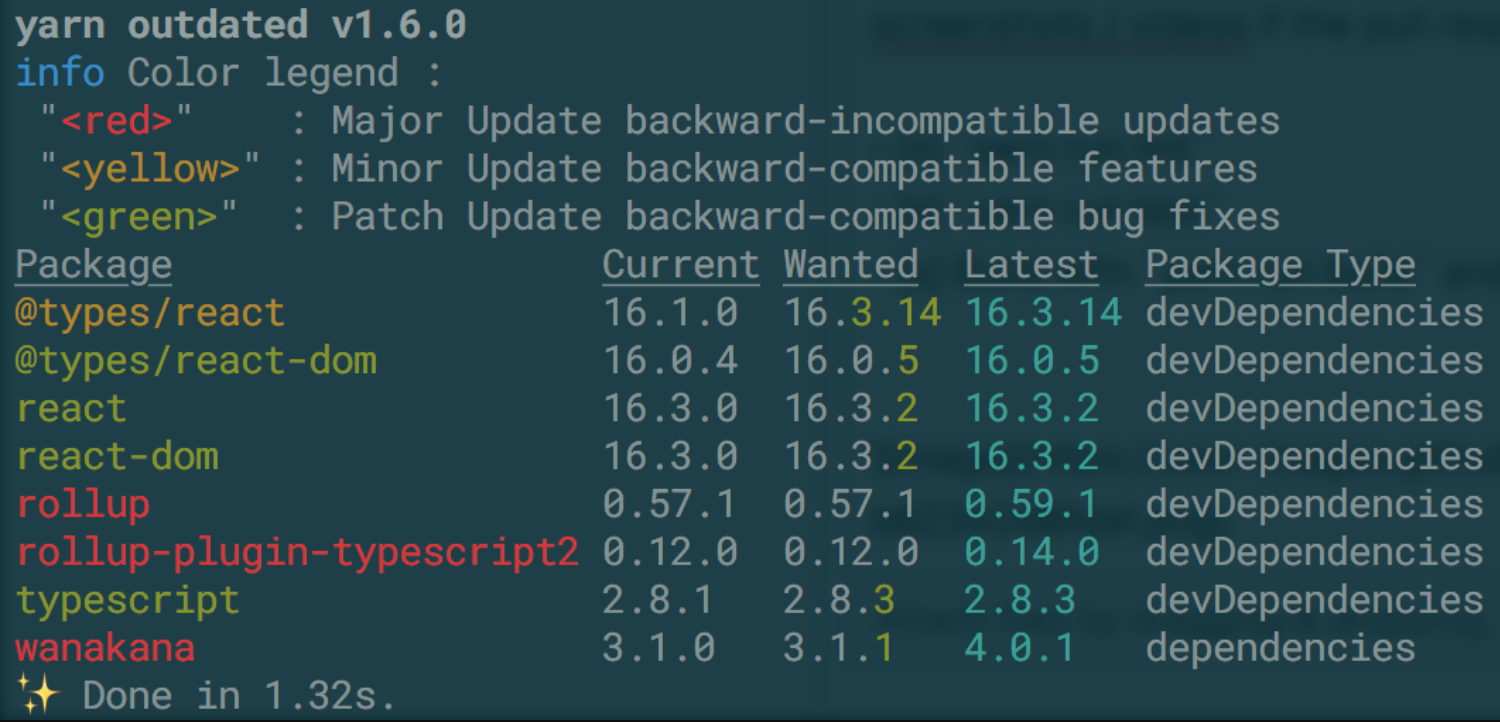 yarn outdated v1.6.0
info Color legend :
"<red>" : Major Update backward-incompatible updates
"<yellow>" : Minor Update backward-compatible features
"<green>" : Patch Update backward-compatible bug fixes
Package Current Wanted Latest Package Type
@types/react 16.1.0 16.3.14 16.3.14 devDependencies
@types/react-dom 16.0.4 16.0.5 16.0.5 devDependencies
react 16.3.0 16.3.2 16.3.2 devDependencies
react-dom 16.3.0 16.3.2 16.3.2 devDependencies
rollup 0.57.1 0.57.1 0.59.1 devDependencies
rollup-plugin-typescript2 0.12.0 0.12.0 0.14.0 devDependencies
typescript 2.8.1 2.8.3 2.8.3 devDependencies
wanakana 3.1.0 3.1.1 4.0.1 dependencies
✨ Done in 1.32s.